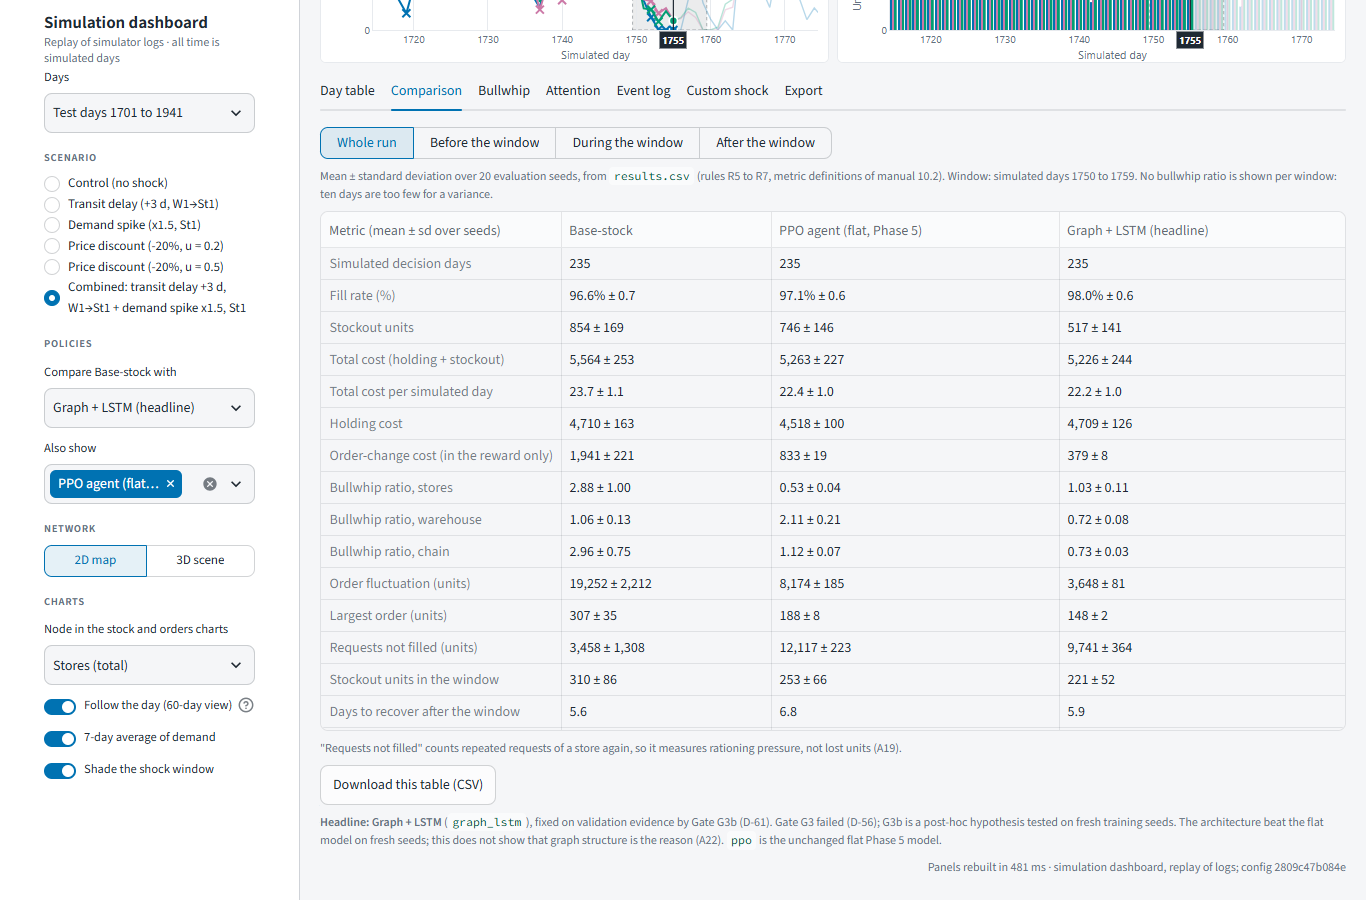 Simulation dashboard
Replay of simulator logs · all time is
simulated days
Days
Test days 1701 to 1941
SCENARIO
Control (no shock)
Transit delay (+3 d, W1→St1)
Demand spike (x1.5, St1)
Price discount (-20%, u = 0.2)
Price discount (-20%, u = 0.5)
Combined: transit delay +3 d,
W1→St1 + demand spike x1.5, St1
POLICIES
Compare Base-stock with
Graph + LSTM (headline)
Also show
PPO agent (flat... ×
NETWORK
2D map 3D scene
CHARTS
Node in the stock and orders charts
Stores (total)
Follow the day (60-day view) ?
7-day average of demand
Shade the shock window
0
1720 1730 1740 1750 1755 1760 1770
Simulated day
Un
0
1720 1730 1740 1750 1755 1760 1770
Simulated day
Day table Comparison Bullwhip Attention Event log Custom shock Export
Whole run Before the window During the window After the window
Mean ± standard deviation over 20 evaluation seeds, from results.csv (rules R5 to R7, metric definitions of manual 10.2). Window: simulated days 1750 to 1759. No bullwhip ratio is shown per window:
ten days are too few for a variance.
Metric (mean ± sd over seeds) Base-stock PPO agent (flat, Phase 5) Graph + LSTM (headline)
Simulated decision days 235 235 235
Fill rate (%) 96.6% ± 0.7 97.1% ± 0.6 98.0% ± 0.6
Stockout units 854 ± 169 746 ± 146 517 ± 141
Total cost (holding + stockout) 5,564 ± 253 5,263 ± 227 5,226 ± 244
Total cost per simulated day 23.7 ± 1.1 22.4 ± 1.0 22.2 ± 1.0
Holding cost 4,710 ± 163 4,518 ± 100 4,709 ± 126
Order-change cost (in the reward only) 1,941 ± 221 833 ± 19 379 ± 8
Bullwhip ratio, stores 2.88 ± 1.00 0.53 ± 0.04 1.03 ± 0.11
Bullwhip ratio, warehouse 1.06 ± 0.13 2.11 ± 0.21 0.72 ± 0.08
Bullwhip ratio, chain 2.96 ± 0.75 1.12 ± 0.07 0.73 ± 0.03
Order fluctuation (units) 19,252 ± 2,212 8,174 ± 185 3,648 ± 81
Largest order (units) 307 ± 35 188 ± 8 148 ± 2
Requests not filled (units) 3,458 ± 1,308 12,117 ± 223 9,741 ± 364
Stockout units in the window 310 ± 86 253 ± 66 221 ± 52
Days to recover after the window 5.6 6.8 5.9
"Requests not filled" counts repeated requests of a store again, so it measures rationing pressure, not lost units (A19).
Download this table (CSV)
Headline: Graph + LSTM ( graph_lstm ), fixed on validation evidence by Gate G3b (D-61). Gate G3 failed (D-56); G3b is a post-hoc hypothesis tested on fresh training seeds. The architecture beat the flat
model on fresh seeds; this does not show that graph structure is the reason (A22). ppo is the unchanged flat Phase 5 model.
Panels rebuilt in 481 ms · simulation dashboard, replay of logs; config 2809c47b084e